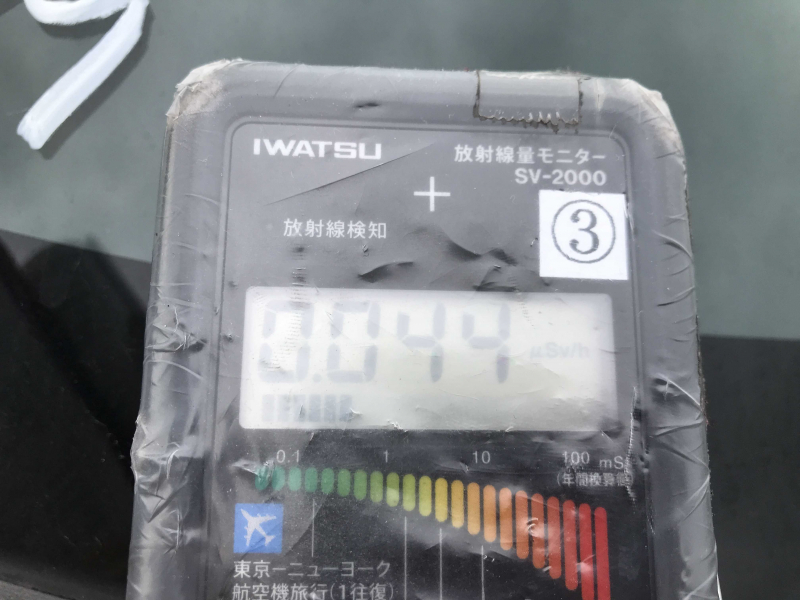 IWATSU
放射線量モニター
SV-2000
放射線検知
③
0.044 μSv/h
0.1 1 10 100 mSv
(年間換算値)
東京ーニューヨーク
航空機旅行(1往復)